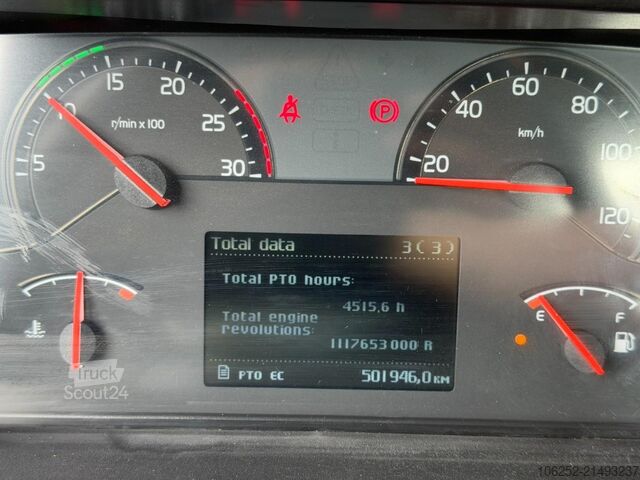 5
10
15
20
25
30
r/min x 100
P
20
40
60
80
100
120
km/h
Total data 3(3)
Total PTO hours:
4515,6 h
Total engine
revolutions:
1117653000 R
PTO EC 501946,0 KM
E F
Truck
Scout24
106252-21493237